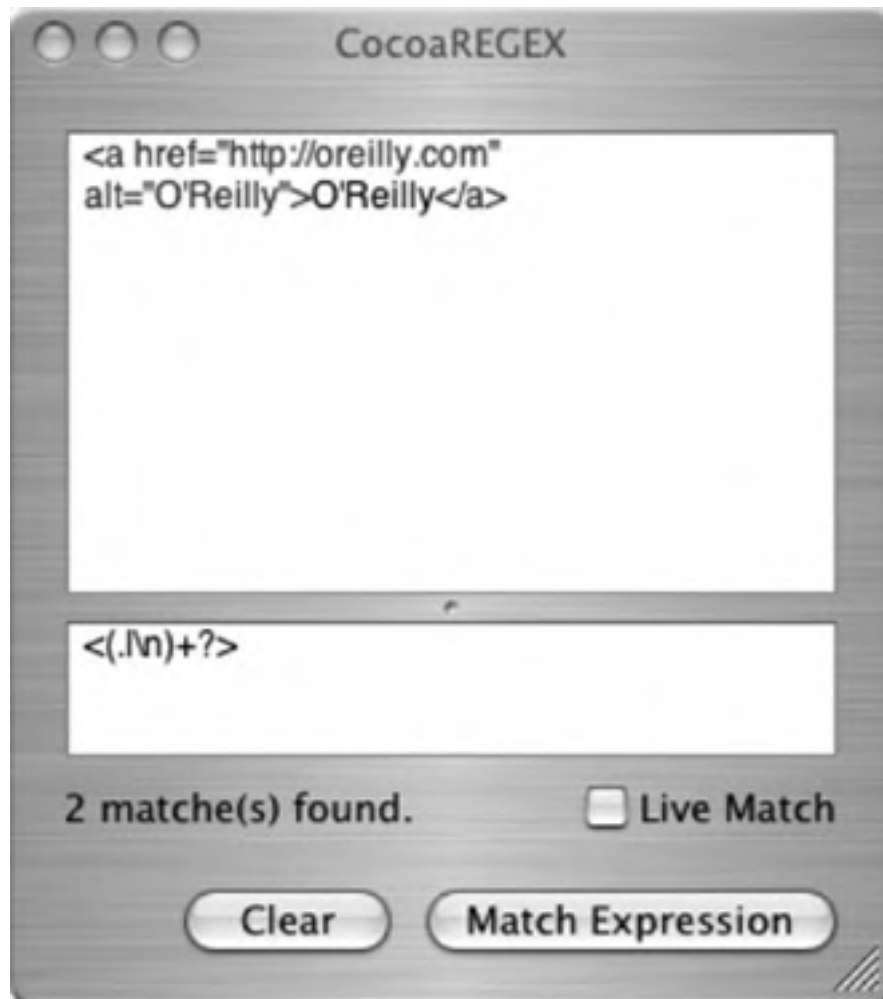 CocoaREGEX
<a href="http://oreilly.com"
alt="O'Reilly">O'Reilly</a>
<(.|\n)+?>
2 matche(s) found.
Live Match
Clear
Match Expression